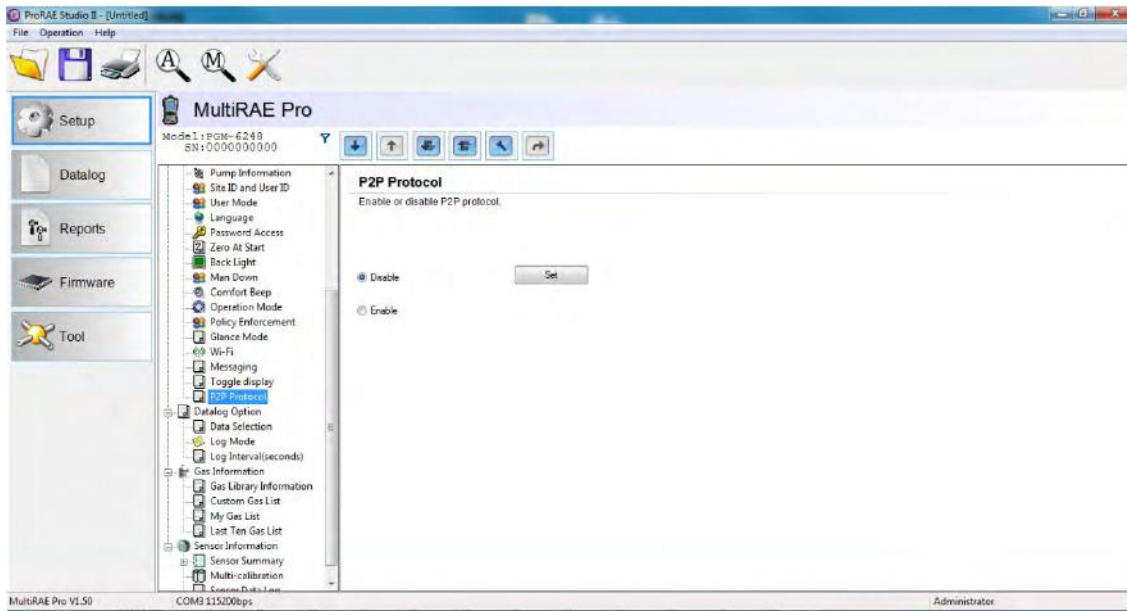 ProRAE Studio II - [Untitled]
File Operation Help
A M
Setup
Datalog
Reports
Firmware
Tool
MultiRAE Pro
Model:PGM-6248
SN:0000000000
Pump Information
Site ID and User ID
User Mode
Language
Password Access
Zero At Start
Back Light
Man Down
Comfort Beep
Operation Mode
Policy Enforcement
Glance Mode
Wi-Fi
Messaging
Toggle display
P2P Protocol
Datalog Option
Data Selection
Log Mode
Log Interval(seconds)
Gas Information
Gas Library Information
Custom Gas List
My Gas List
Last Ten Gas List
Sensor Information
Sensor Summary
Multi-calibration
Sensor Data Log
P2P Protocol
Enable or disable P2P protocol.
Disable Set
Enable
MultiRAE Pro V1.50 COM3 115200bps Administrator